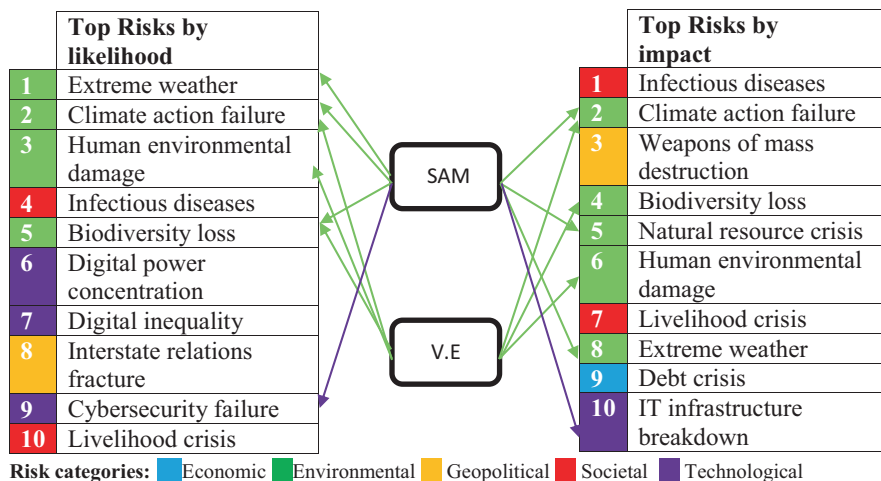 Top Risks by
likelihood
1 Extreme weather
2 Climate action failure
3 Human environmental
damage
4 Infectious diseases
5 Biodiversity loss
6 Digital power
concentration
7 Digital inequality
8 Interstate relations
fracture
9 Cybersecurity failure
10 Livelihood crisis
SAM
V.E
Top Risks by
impact
1 Infectious diseases
2 Climate action failure
3 Weapons of mass
destruction
4 Biodiversity loss
5 Natural resource crisis
6 Human environmental
damage
7 Livelihood crisis
8 Extreme weather
9 Debt crisis
10 IT infrastructure
breakdown
Risk categories: Economic Environmental Geopolitical Societal Technological